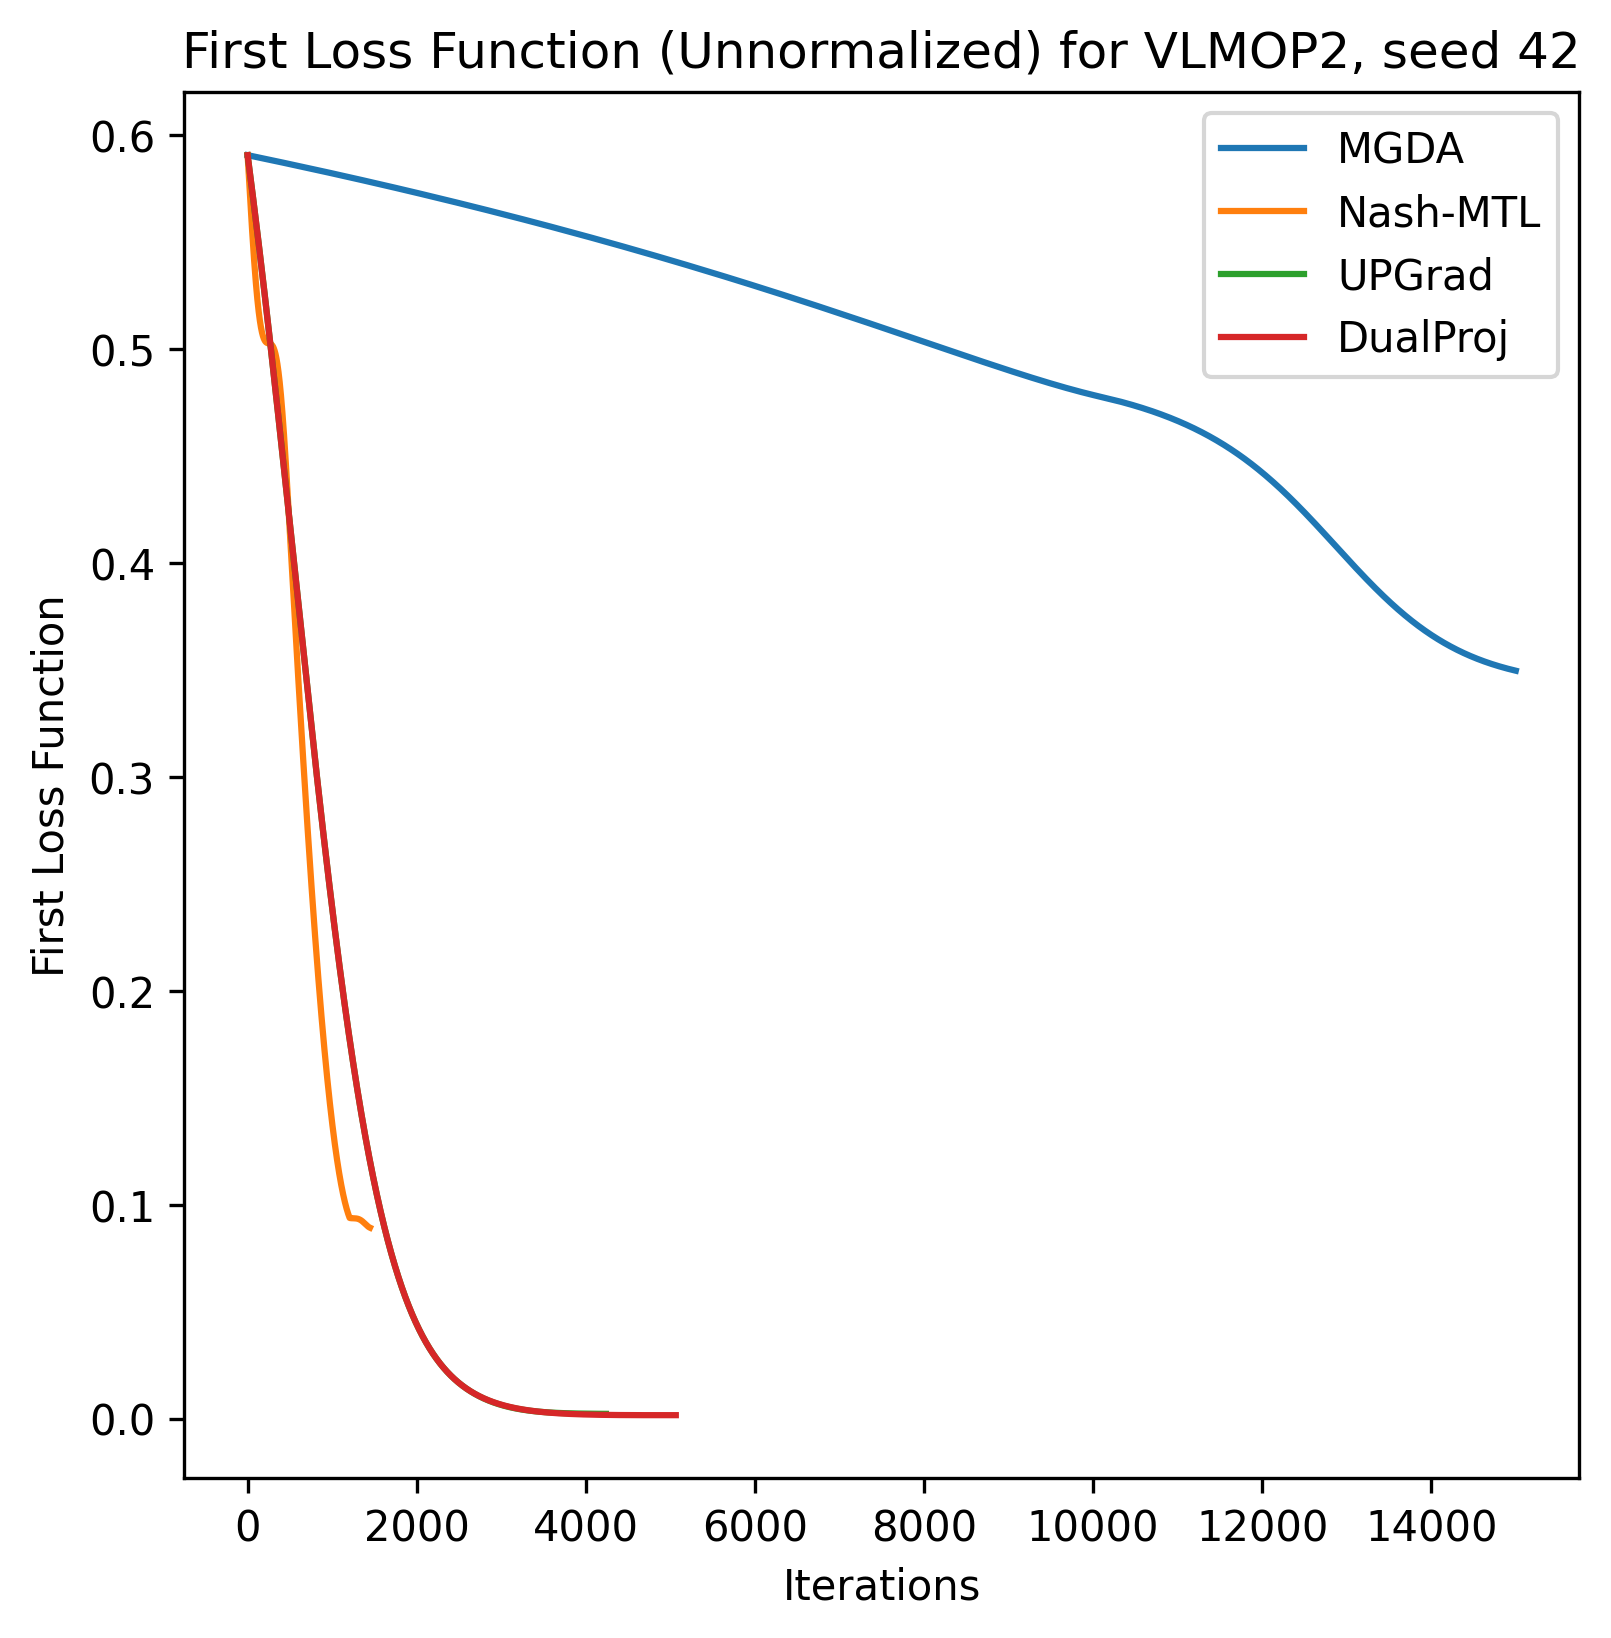 First Loss Function (Unnormalized) for VLMOP2, seed 42
MGDA
Nash-MTL
UPGrad
DualProj
First Loss Function
0.6
0.5
0.4
0.3
0.2
0.1
0.0
0 2000 4000 6000 8000 10000 12000 14000
Iterations